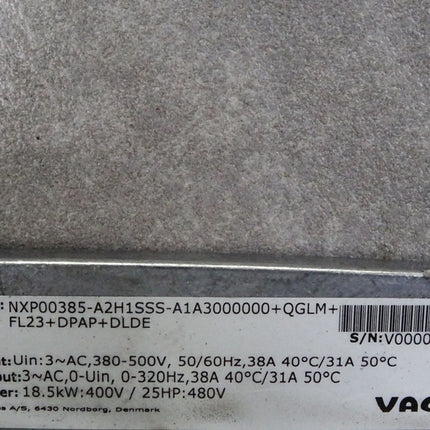 : NXP00385-A2H1SSS-A1A3000000+QGLM+
FL23+DPAP+DLDE
S/N:V0000
t:Uin:3~AC,380-500V, 50/60Hz,38A 40°C/31A 50°C
out:3~AC,0-Uin, 0-320Hz,38A 40°C/31A 50°C
er: 18.5kW:400V / 25HP:480V
s A/S, 6430 Nordborg, Denmark
VAC